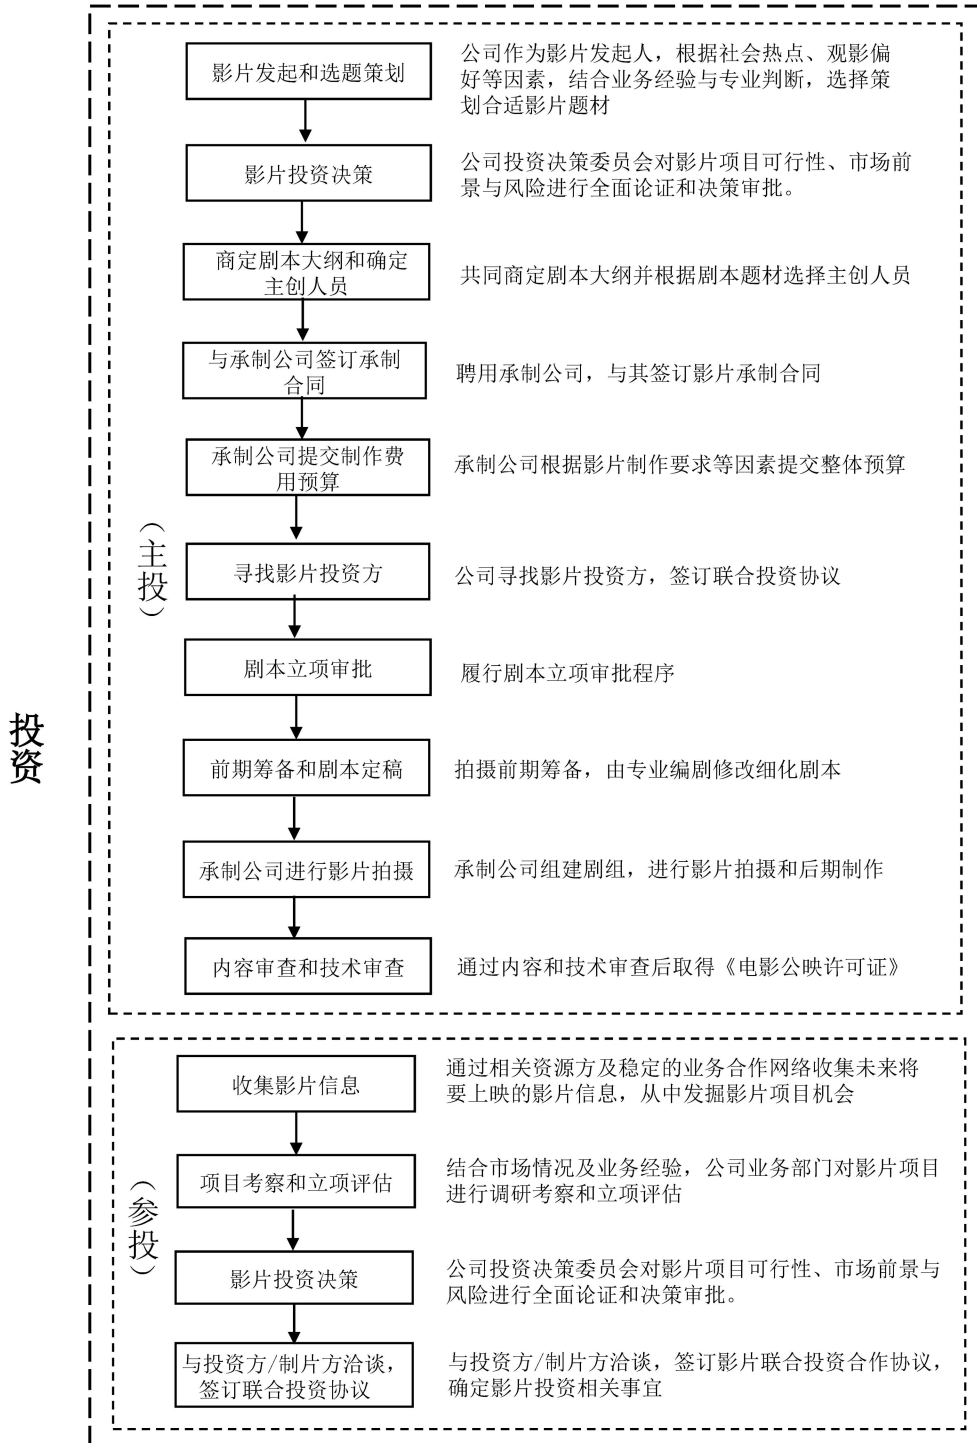 投
资
（主投）
影片发起和选题策划
公司作为影片发起人，根据社会热点、观影偏
好等因素，结合业务经验与专业判断，选择策
划合适影片题材
影片投资决策
公司投资决策委员会对影片项目可行性、市场前
景与风险进行全面论证和决策审批。
商定剧本大纲和确定
主创人员
共同商定剧本大纲并根据剧本题材选择主创人员
与承制公司签订承制
合同
聘用承制公司，与其签订影片承制合同
承制公司提交制作费
用预算
承制公司根据影片制作要求等因素提交整体预算
寻找影片投资方
公司寻找影片投资方，签订联合投资协议
剧本立项审批
履行剧本立项审批程序
前期筹备和剧本定稿
拍摄前期筹备，由专业编剧修改细化剧本
承制公司进行影片拍摄
承制公司组建剧组，进行影片拍摄和后期制作
内容审查和技术审查
通过内容和技术审查后取得《电影公映许可证》
（参投）
收集影片信息
通过相关资源方及稳定的业务合作网络收集未来将
要上映的影片信息，从中发掘影片项目机会
项目考察和立项评估
结合市场情况及业务经验，公司业务部门对影片项目
进行调研考察和立项评估
影片投资决策
公司投资决策委员会对影片项目可行性、市场前景与
风险进行全面论证和决策审批。
与投资方/制片方洽谈，
签订联合投资协议
与投资方/制片方洽谈，签订影片联合投资合作协议，
确定影片投资相关事宜